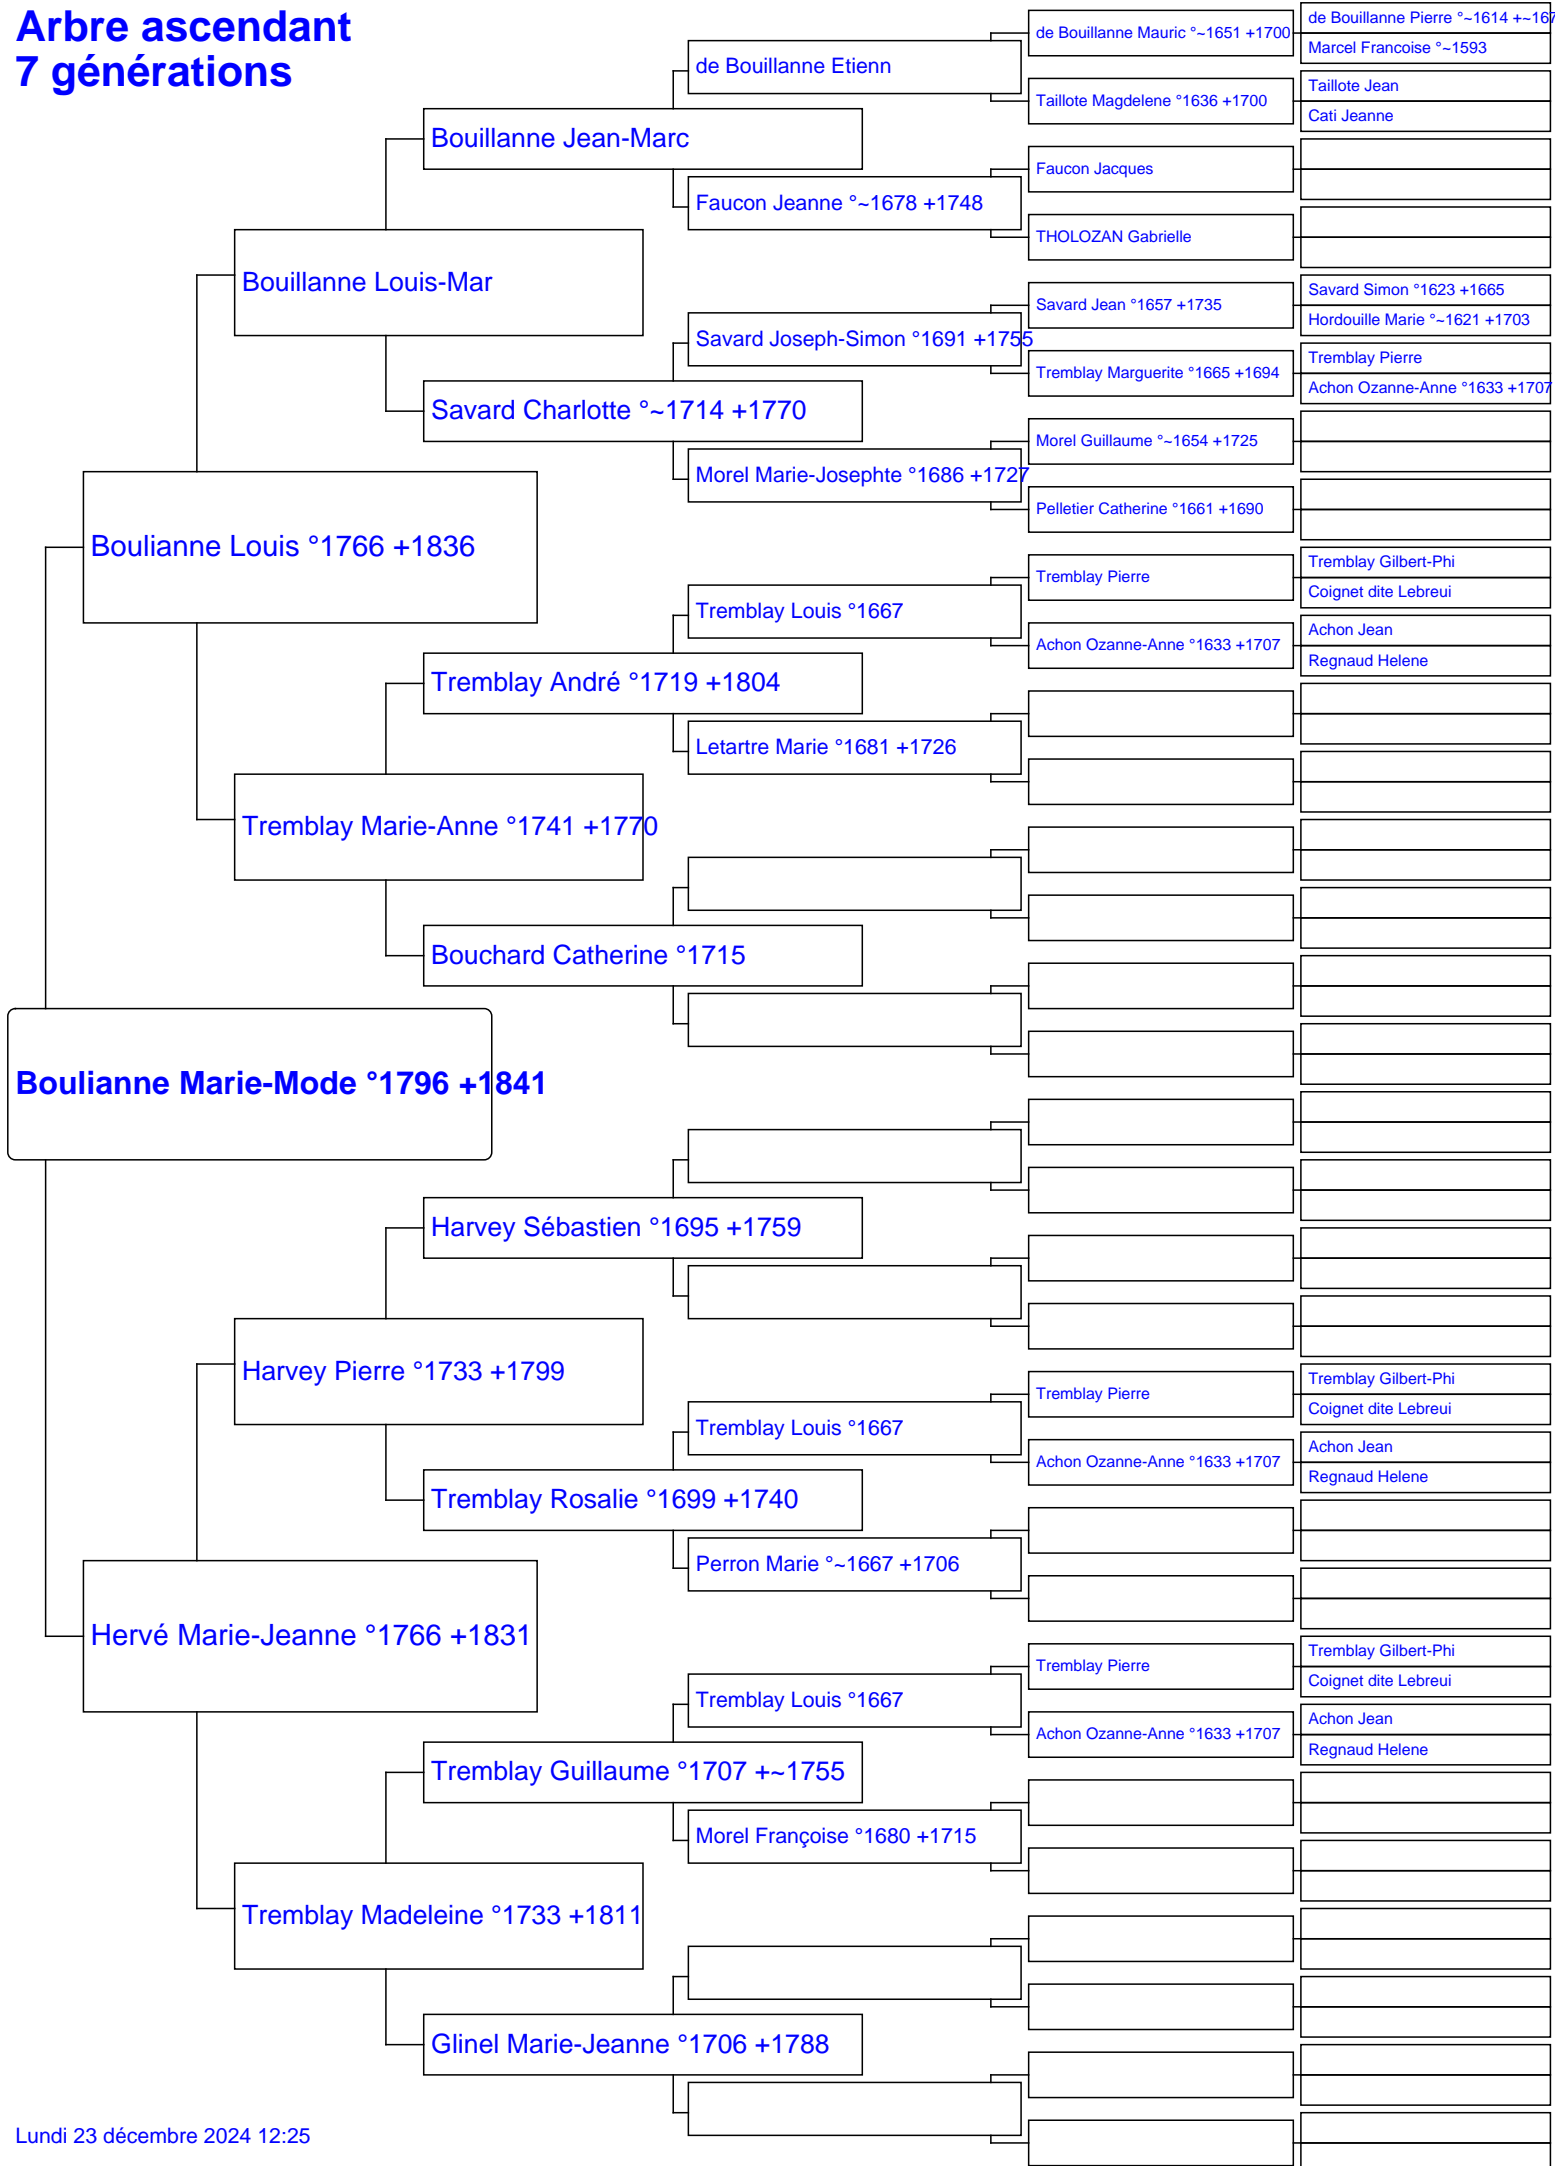 Arbre ascendant
7 générations
de Bouillanne Pierre °~1614 +~167
de Bouillanne Mauric °~1651 +1700
Marcel Francoise °~1593
de Bouillanne Etienn
Taillote Jean
Taillote Magdelene °1636 +1700
Cati Jeanne
Bouillanne Jean-Marc
Faucon Jacques
Faucon Jeanne °~1678 +1748
THOLOZAN Gabrielle
Bouillanne Louis-Mar
Savard Simon °1623 +1665
Savard Jean °1657 +1735
Hordouille Marie °~1621 +1703
Savard Joseph-Simon °1691 +1755
Tremblay Pierre
Tremblay Marguerite °1665 +1694
Achon Ozanne-Anne °1633 +1707
Savard Charlotte °~1714 +1770
Morel Guillaume °~1654 +1725
Morel Marie-Josephte °1686 +1727
Pelletier Catherine °1661 +1690
Boulianne Louis °1766 +1836
Tremblay Gilbert-Phi
Tremblay Pierre
Coignet dite Lebreui
Tremblay Louis °1667
Achon Jean
Achon Ozanne-Anne °1633 +1707
Regnaud Helene
Tremblay André °1719 +1804
Letartre Marie °1681 +1726
Tremblay Marie-Anne °1741 +1770
Bouchard Catherine °1715
Boulianne Marie-Mode °1796 +1841
Harvey Sébastien °1695 +1759
Harvey Pierre °1733 +1799
Tremblay Gilbert-Phi
Tremblay Pierre
Coignet dite Lebreui
Tremblay Louis °1667
Achon Jean
Achon Ozanne-Anne °1633 +1707
Regnaud Helene
Tremblay Rosalie °1699 +1740
Perron Marie °~1667 +1706
Hervé Marie-Jeanne °1766 +1831
Tremblay Gilbert-Phi
Tremblay Pierre
Coignet dite Lebreui
Tremblay Louis °1667
Achon Jean
Achon Ozanne-Anne °1633 +1707
Regnaud Helene
Tremblay Guillaume °1707 +~1755
Morel Françoise °1680 +1715
Tremblay Madeleine °1733 +1811
Glinel Marie-Jeanne °1706 +1788
Lundi 23 décembre 2024 12:25